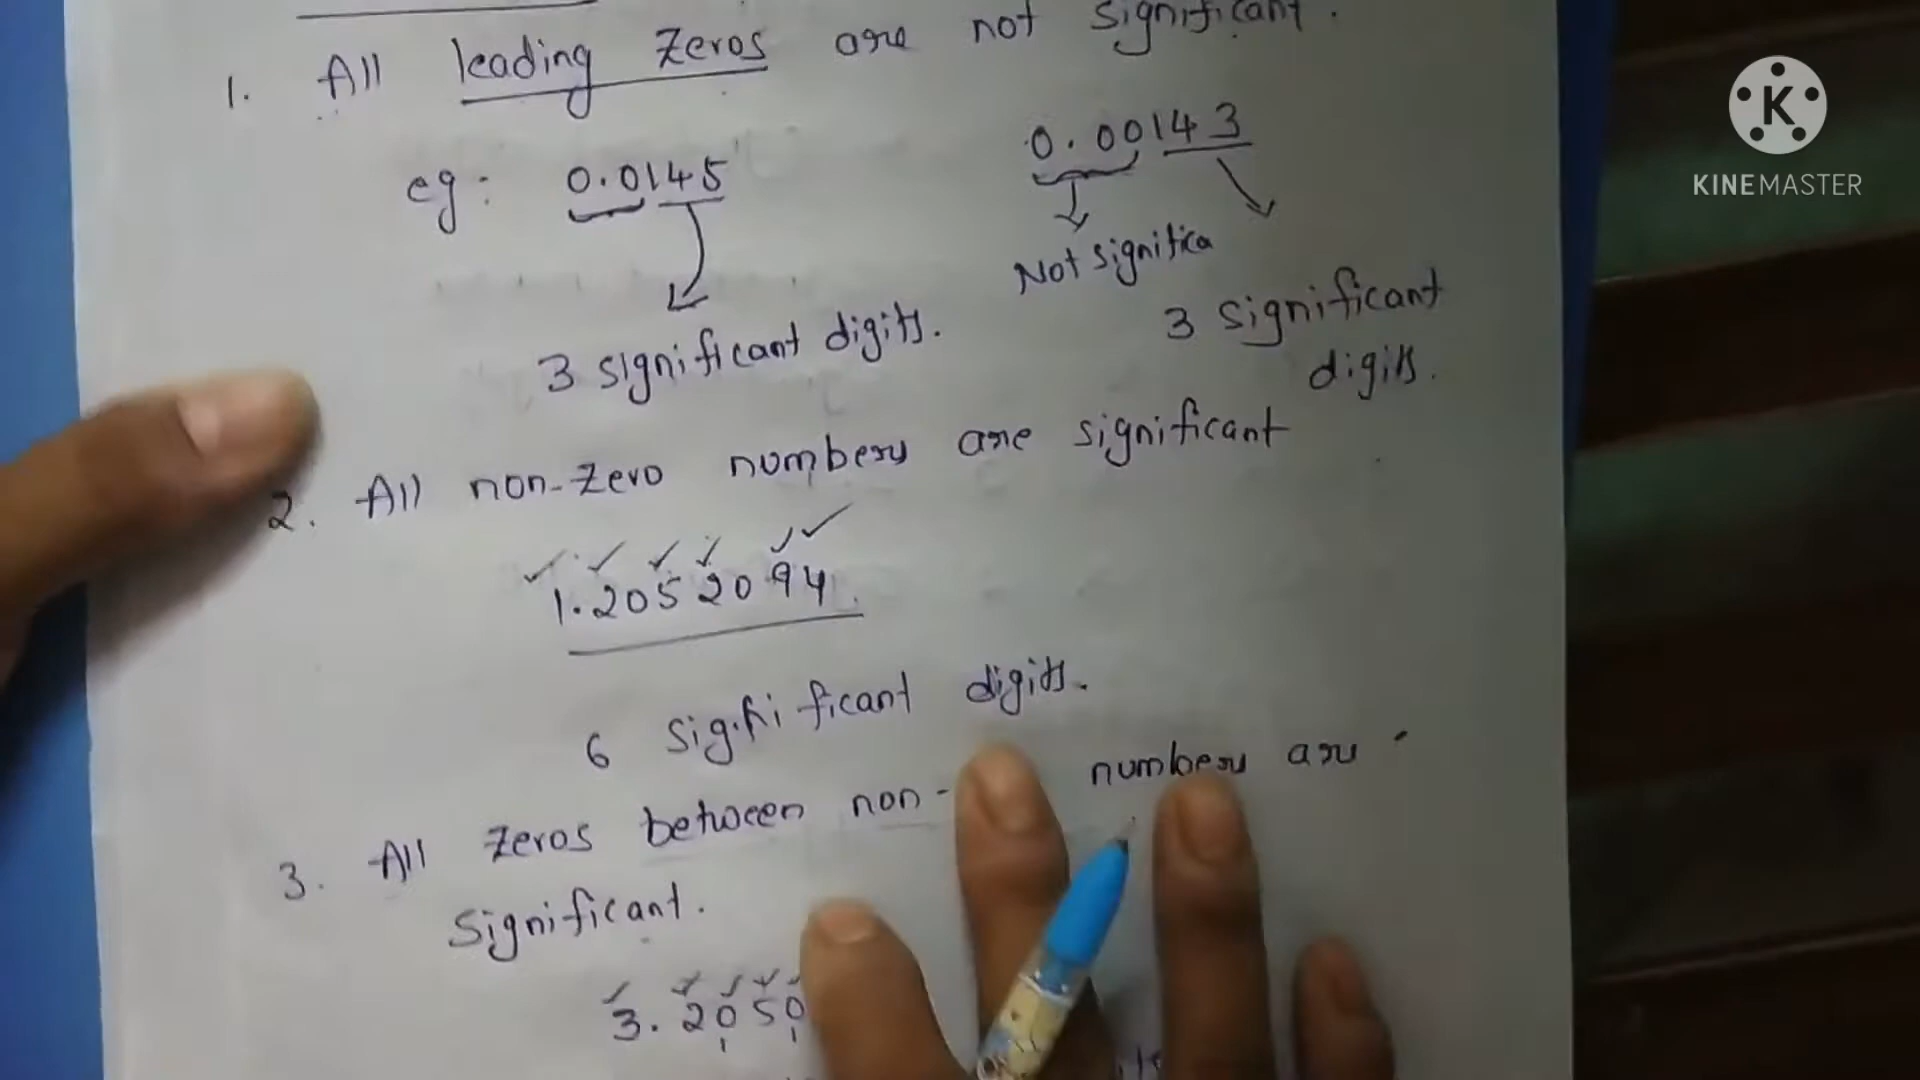 1. All leading zeros are not significant.
eg: 0.0145 0.00143
Not significa
3 significant digits. 3 significant
digits.
2. All non-zero numbers are significant
1.2052094
6 significant digits.
3. All zeros between non- numbers are
significant.
3.2050
K
KINEMASTER